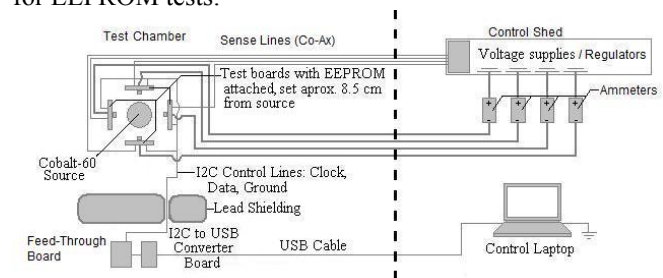 for EEPROM tests.
Test Chamber
Sense Lines (Co-Ax)
Control Shed
Voltage supplies / Regulators
Test boards with EEPROM
attached, set aprox. 8.5 cm
from source
Ammeters
Cobalt-60
Source
I2C Control Lines: Clock,
Data, Ground
Lead Shielding
Feed-Through
Board
I2C to USB
Converter
Board
USB Cable
Control Laptop